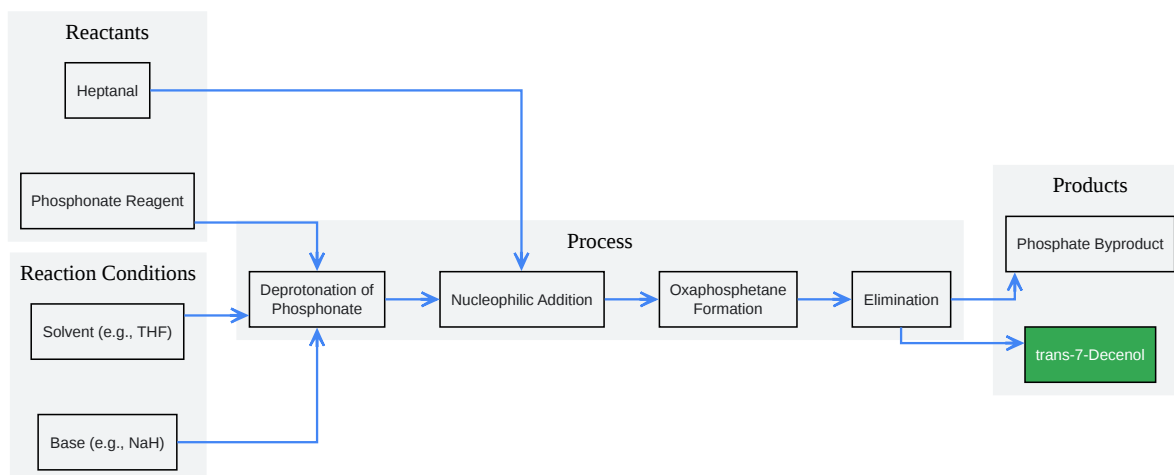 Reactants
Heptanal
Phosphonate Reagent
Reaction Conditions
Solvent (e.g., THF)
Base (e.g., NaH)
Process
Deprotonation of
Phosphonate
Nucleophilic Addition
Oxaphosphetane
Formation
Elimination
Products
Phosphate Byproduct
trans-7-Decenol